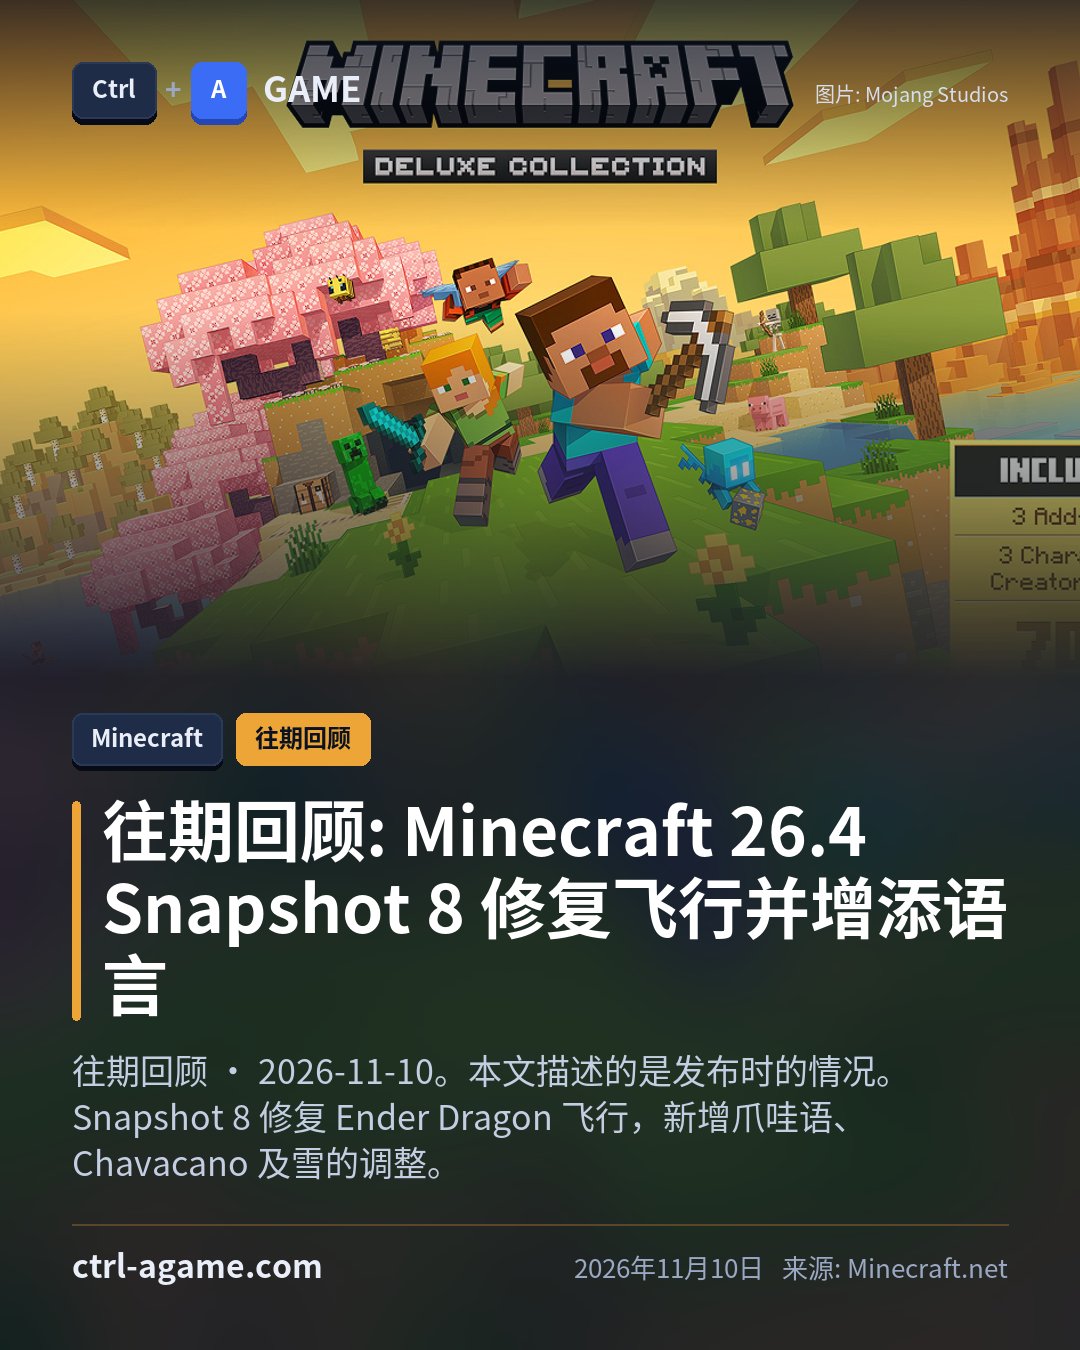 MINECRAFT
Ctrl + A GAME
图片: Mojang Studios
DELUXE COLLECTION
3 Add
3 Char
Creator
Minecraft
往期回顾
往期回顾: Minecraft 26.4
Snapshot 8 修复飞行并增添语
言
往期回顾 · 2026-11-10。本文描述的是发布时的情况。
Snapshot 8 修复 Ender Dragon 飞行，新增爪哇语、
Chavacano 及雪的调整。
ctrl-agame.com
2026年11月10日 来源: Minecraft.net